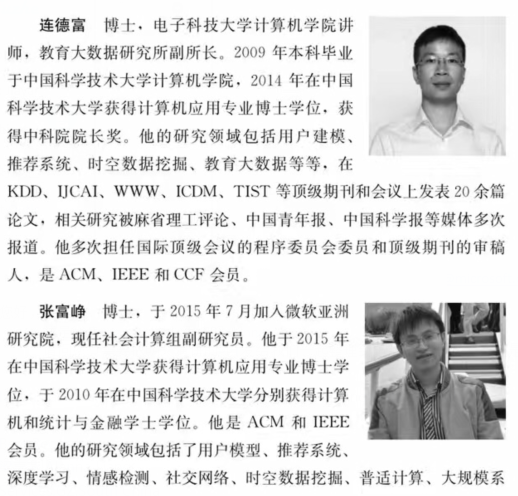 连德富 博士，电子科技大学计算机学院讲
师，教育大数据研究所副所长。2009 年本科毕业
于中国科学技术大学计算机学院，2014 年在中国
科学技术大学获得计算机应用专业博士学位，获
得中科院院长奖。他的研究领域包括用户建模、
推荐系统、时空数据挖掘、教育大数据等等，在
KDD、IJCAI、WWW、ICDM、TIST 等顶级期刊和会议上发表 20 余篇
论文，相关研究被麻省理工评论、中国青年报、中国科学报等媒体多次
报道。他多次担任国际顶级会议的程序委员会委员和顶级期刊的审稿
人，是 ACM、IEEE 和 CCF 会员。
张富峥 博士，于 2015 年 7 月加入微软亚洲
研究院，现任社会计算组副研究员。他于 2015 年
在中国科学技术大学获得计算机应用专业博士学
位，于 2010 年在中国科学技术大学分别获得计算
机和统计与金融学士学位。他是 ACM 和 IEEE
会员。他的研究领域包括了用户模型、推荐系统、
深度学习、情感检测、社交网络、时空数据挖掘、普适计算、大规模系